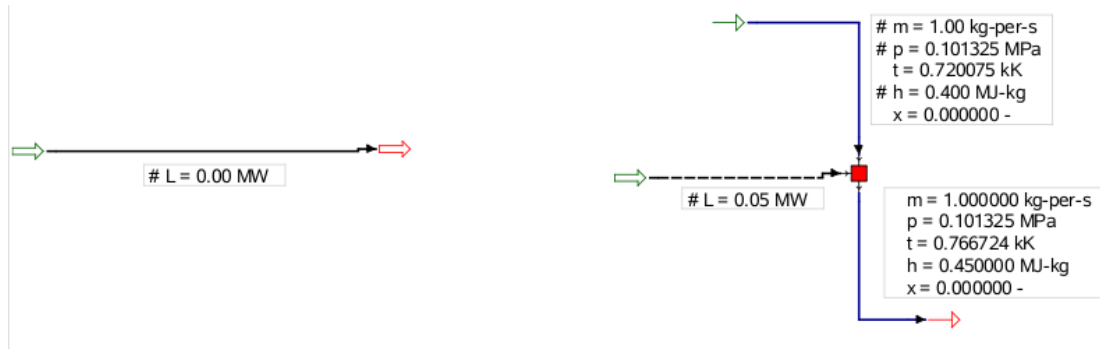 # L = 0.00 MW
# m = 1.00 kg-per-s
# p = 0.101325 MPa
t = 0.720075 kK
# h = 0.400 MJ-kg
x = 0.000000 -
# L = 0.05 MW
m = 1.000000 kg-per-s
p = 0.101325 MPa
t = 0.766724 kK
h = 0.450000 MJ-kg
x = 0.000000 -